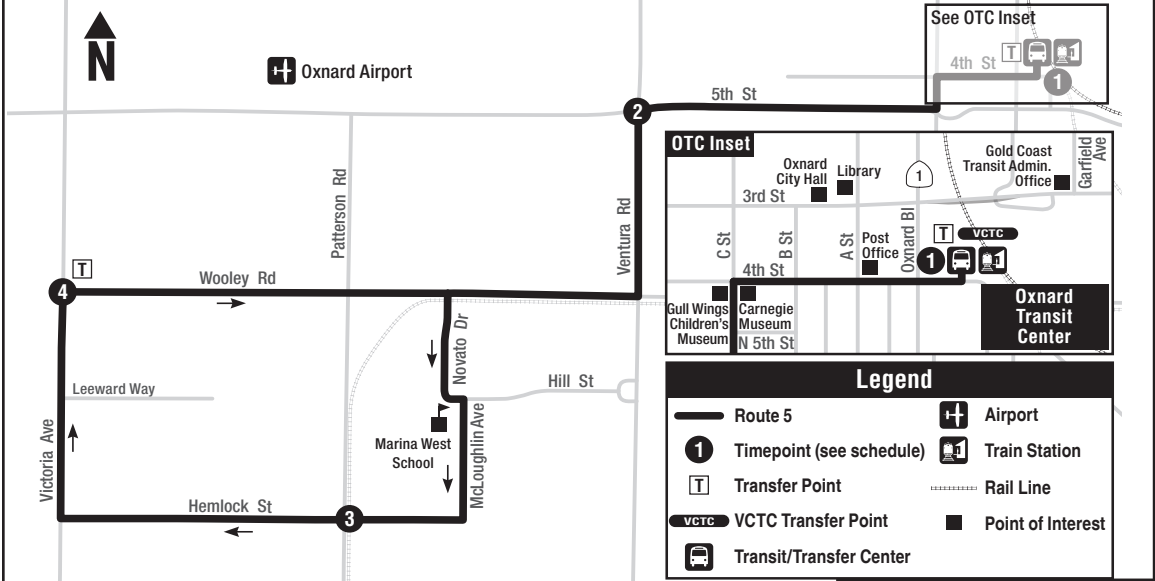 See OTC Inset
T
4th St
1
N
Oxnard Airport
5th St
2
OTC Inset
Oxnard
City Hall
Library
1
Gold Coast
Transit Admin.
Office
Garfield
Ave
3rd St
Patterson Rd
Ventura Rd
C St
B St
A St
Post
Office
Oxnard Bl
T
VCTC
1
4th St
T
4
Wooley Rd
Gull Wings
Children's
Museum
Carnegie
Museum
N 5th St
Oxnard
Transit
Center
Novato Dr
Leeward Way
Hill St
Marina West
School
McLoughlin Ave
Victoria Ave
Hemlock St
3
Legend
Route 5
Airport
1
Timepoint (see schedule)
Train Station
T
Transfer Point
Rail Line
VCTC
VCTC Transfer Point
Point of Interest
Transit/Transfer Center